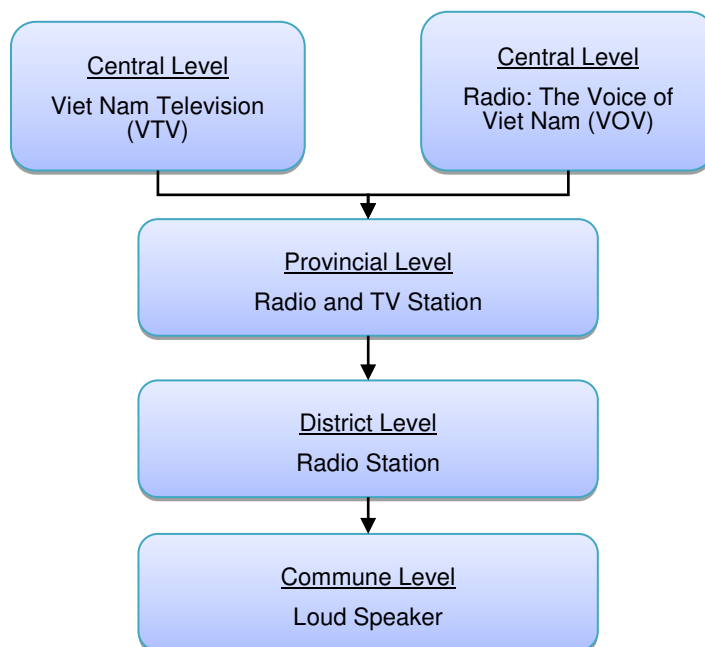 Central Level
Viet Nam Television
(VTV)
Central Level
Radio: The Voice of
Viet Nam (VOV)
Provincial Level
Radio and TV Station
District Level
Radio Station
Commune Level
Loud Speaker